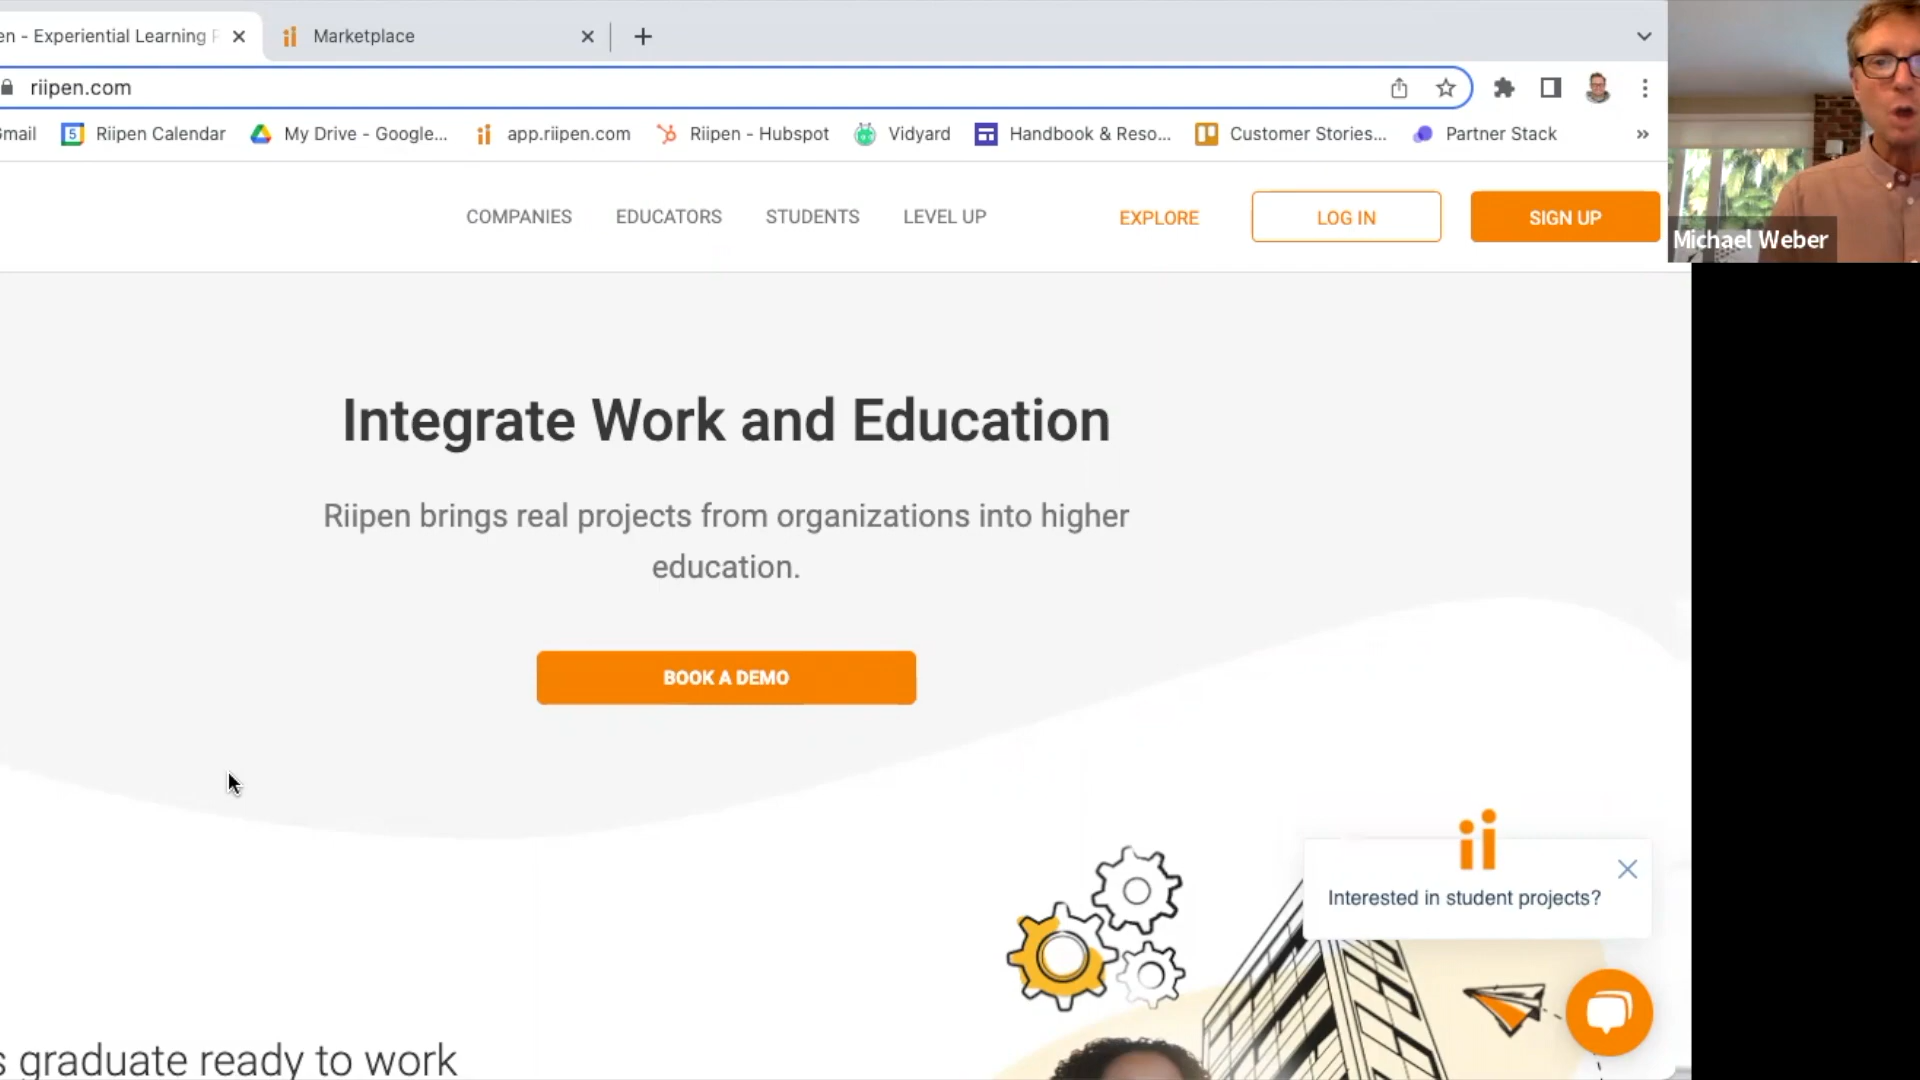 en - Experiential Learning
Marketplace
riipen.com
Gmail
5
Riipen Calendar
My Drive - Google...
app.riipen.com
Riipen - Hubspot
Vidyard
Handbook & Reso...
Customer Stories...
Partner Stack
»
COMPANIES
EDUCATORS
STUDENTS
LEVEL UP
EXPLORE
LOG IN
SIGN UP
Michael Weber
Integrate Work and Education
Riipen brings real projects from organizations into higher
education.
BOOK A DEMO
Interested in student projects?
s graduate ready to work